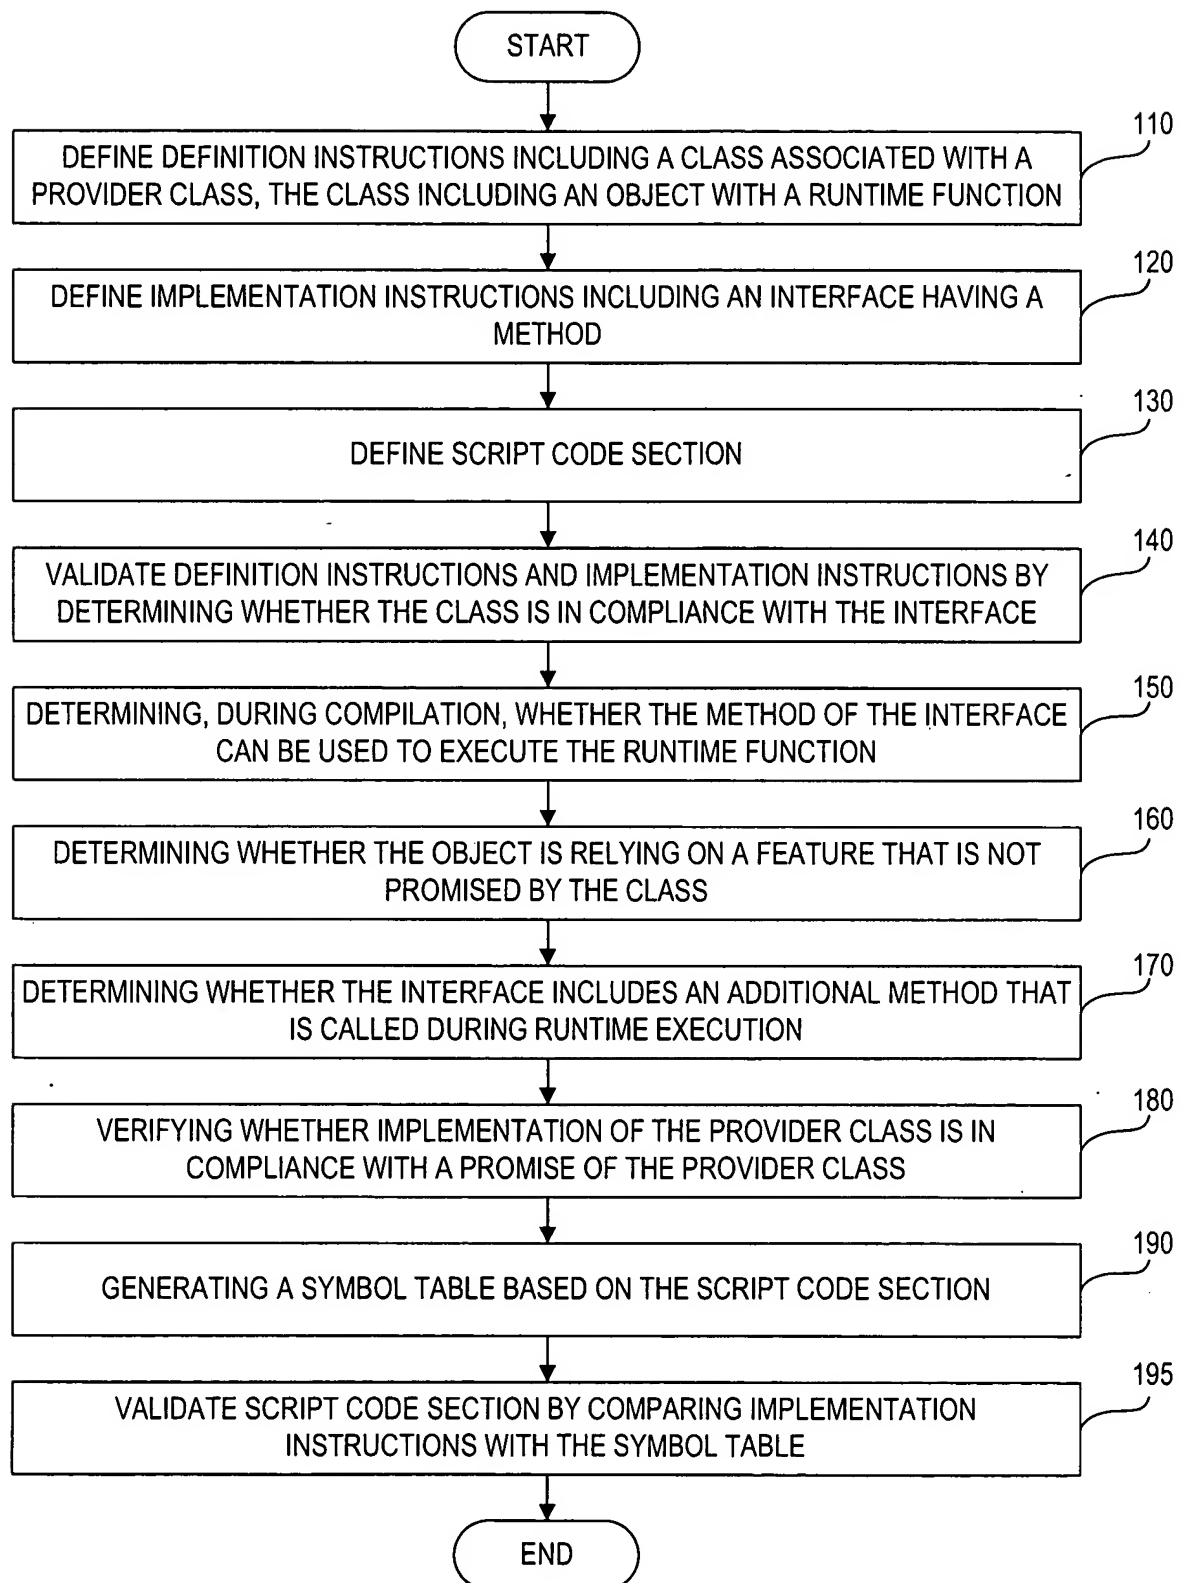 START
110
DEFINE DEFINITION INSTRUCTIONS INCLUDING A CLASS ASSOCIATED WITH A
PROVIDER CLASS, THE CLASS INCLUDING AN OBJECT WITH A RUNTIME FUNCTION
120
DEFINE IMPLEMENTATION INSTRUCTIONS INCLUDING AN INTERFACE HAVING A
METHOD
130
DEFINE SCRIPT CODE SECTION
140
VALIDATE DEFINITION INSTRUCTIONS AND IMPLEMENTATION INSTRUCTIONS BY
DETERMINING WHETHER THE CLASS IS IN COMPLIANCE WITH THE INTERFACE
150
DETERMINING, DURING COMPILATION, WHETHER THE METHOD OF THE INTERFACE
CAN BE USED TO EXECUTE THE RUNTIME FUNCTION
160
DETERMINING WHETHER THE OBJECT IS RELYING ON A FEATURE THAT IS NOT
PROMISED BY THE CLASS
170
DETERMINING WHETHER THE INTERFACE INCLUDES AN ADDITIONAL METHOD THAT
IS CALLED DURING RUNTIME EXECUTION
180
VERIFYING WHETHER IMPLEMENTATION OF THE PROVIDER CLASS IS IN
COMPLIANCE WITH A PROMISE OF THE PROVIDER CLASS
190
GENERATING A SYMBOL TABLE BASED ON THE SCRIPT CODE SECTION
195
VALIDATE SCRIPT CODE SECTION BY COMPARING IMPLEMENTATION
INSTRUCTIONS WITH THE SYMBOL TABLE
END